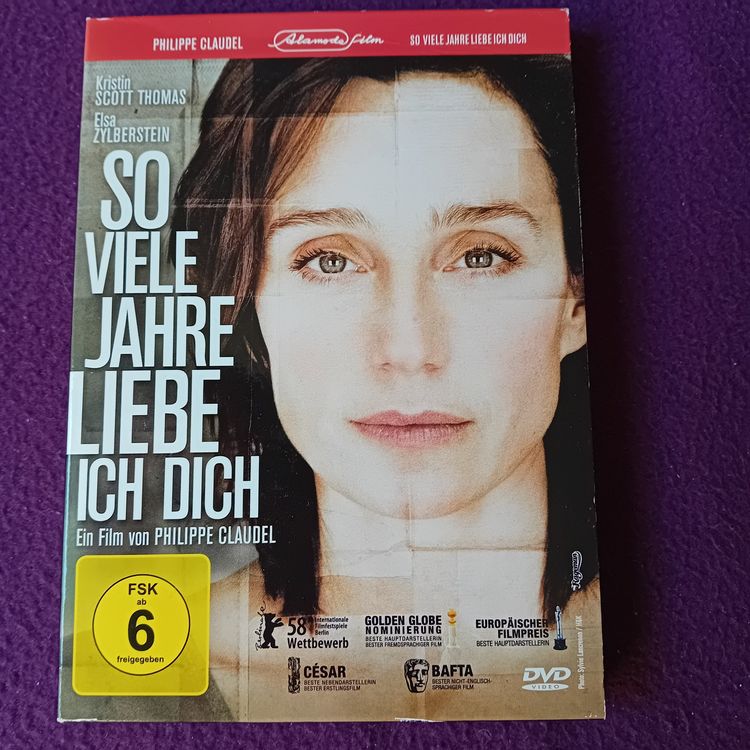 PHILIPPE CLAUDEL
Alamode Film
SO VIELE JAHRE LIEBE ICH DICH
Kristin
SCOTT THOMAS
Elsa
ZYLBERSTEIN
SO
VIELE
JAHRE
LIEBE
ICH DICH
Ein Film von PHILIPPE CLAUDEL
FSK
ab
6
freigegeben
Berlinale
58
Internationale
Filmfestspiele
Berlin
Wettbewerb
GOLDEN GLOBE
NOMINIERUNG
BESTE HAUPTDARSTELLERIN
BESTER FREMDSPRACHIGER FILM
EUROPÄISCHER
FILMPREIS
BESTE HAUPTDARSTELLERIN
CÉSAR
BESTE NEBENDARSTELLERIN
BESTER ERSTLINGSFILM
BAFTA
BESTER NICHT-ENGLISCH-
SPRACHIGER FILM
DVD
VIDEO